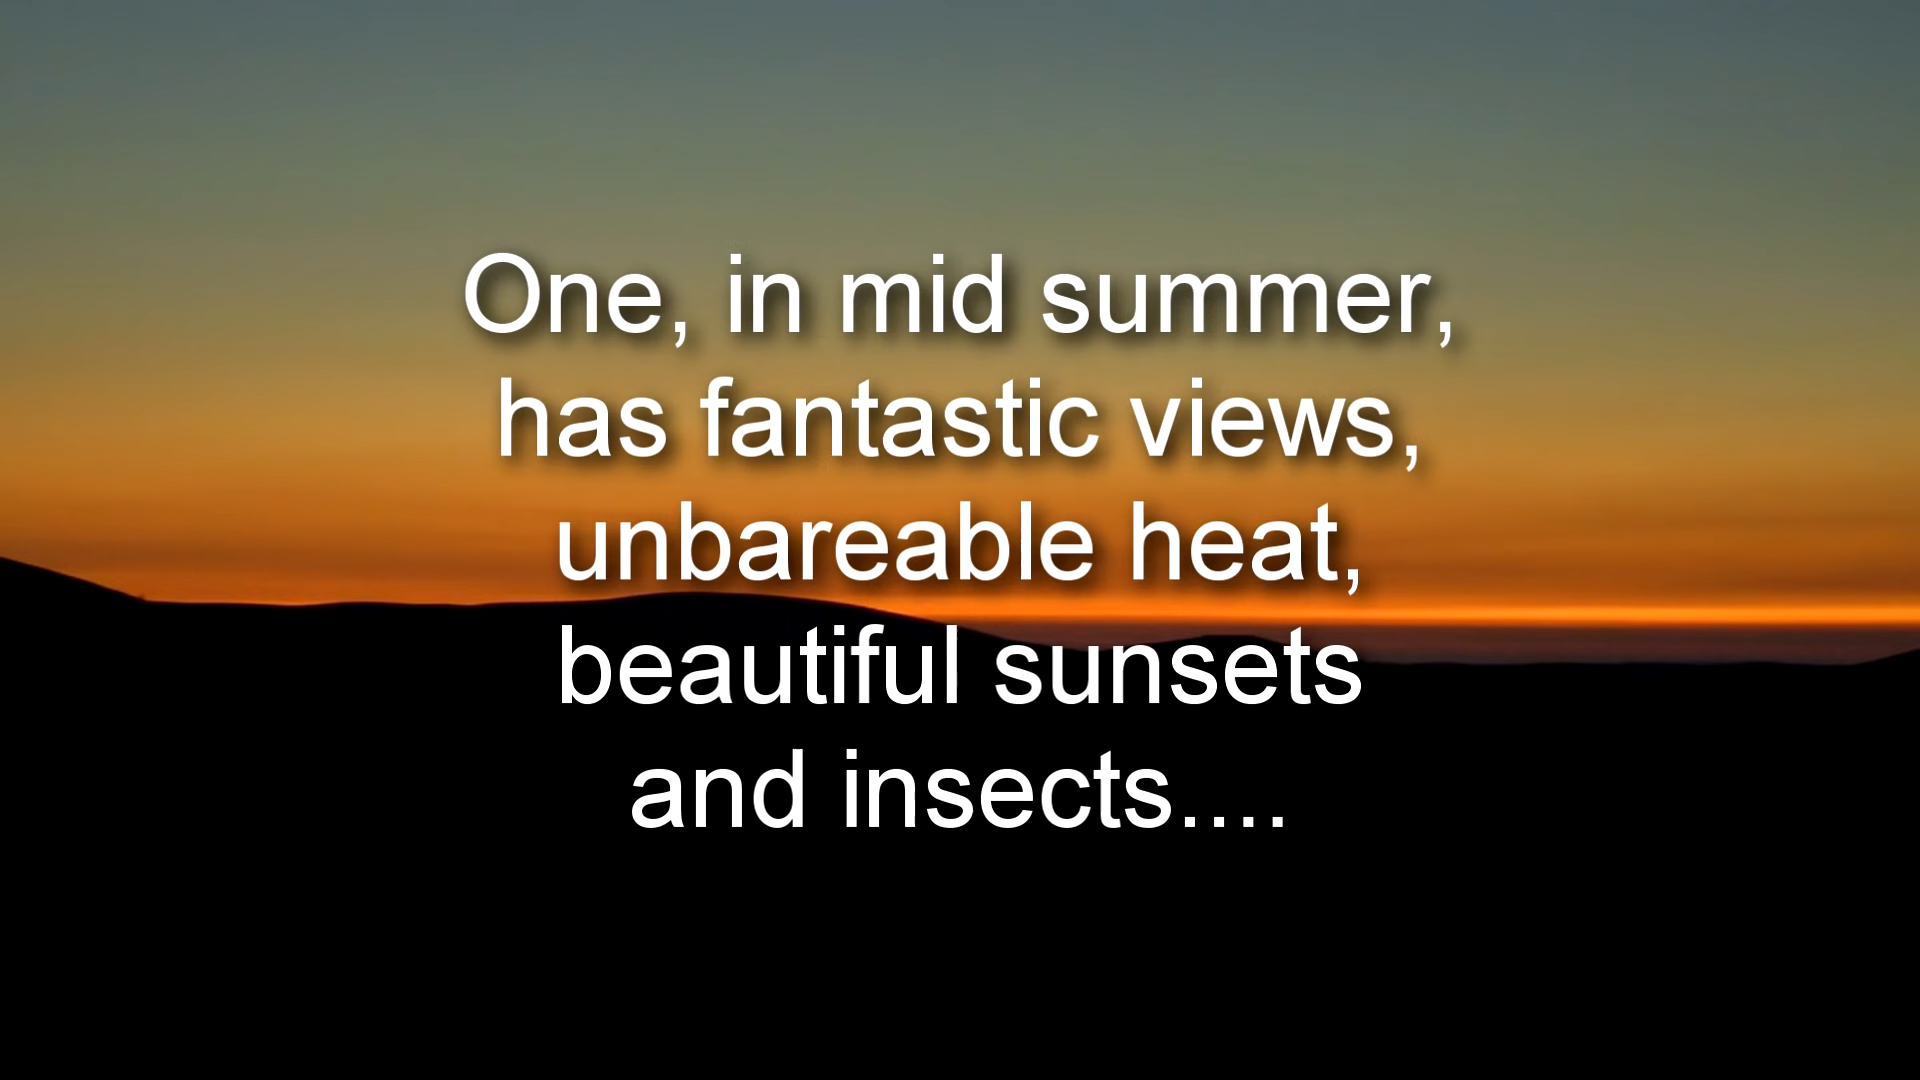 One, in mid summer,
has fantastic views,
unbareable heat,
beautiful sunsets
and insects....